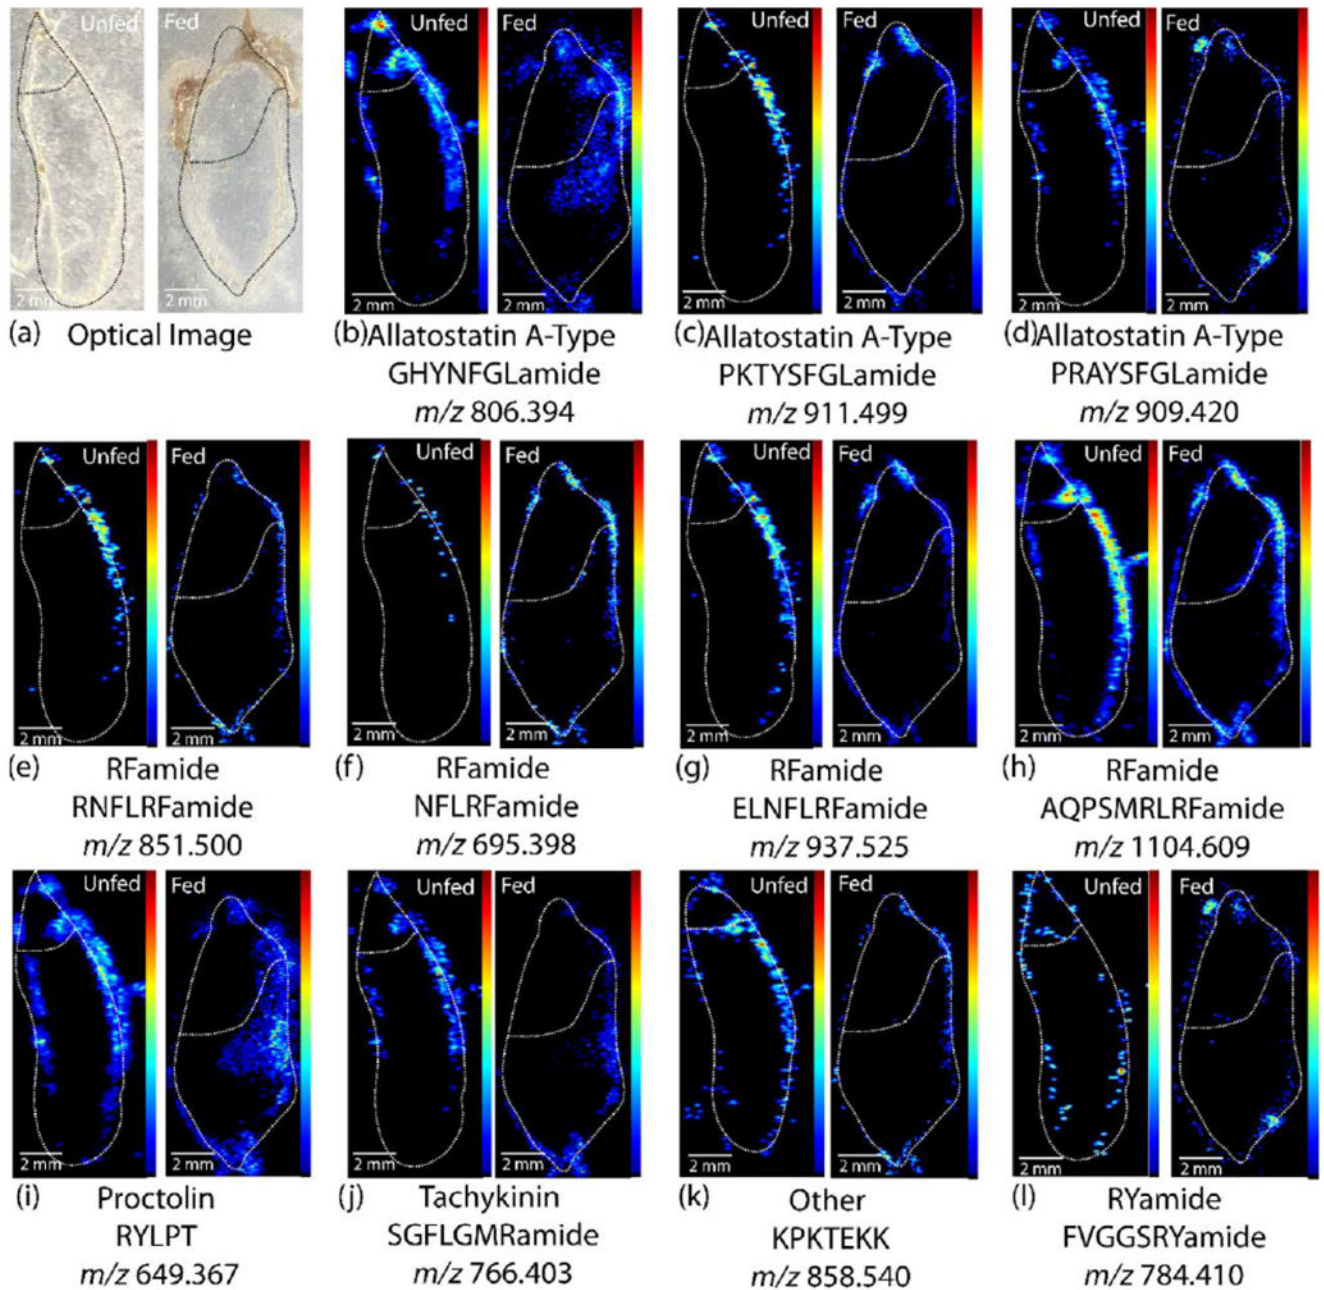 Unfed Fed Unfed Fed Unfed Fed Unfed Fed
2 mm 2 mm 2 mm 2 mm 2 mm 2 mm 2 mm 2 mm
(a) Optical Image (b) Allatostatin A-Type (c) Allatostatin A-Type (d) Allatostatin A-Type
GHYNFGLamide PKTYSFGLamide PRAYSFGLamide
m/z 806.394 m/z 911.499 m/z 909.420
Unfed Fed Unfed Fed Unfed Fed Unfed Fed
2 mm 2 mm 2 mm 2 mm 2 mm 2 mm 2 mm 2 mm
(e) RFamide (f) RFamide (g) RFamide (h) RFamide
RNFLRFamide NFLRFamide ELNFLRFamide AQPSMRLRFamide
m/z 851.500 m/z 695.398 m/z 937.525 m/z 1104.609
Unfed Fed Unfed Fed Unfed Fed Unfed Fed
2 mm 2 mm 2 mm 2 mm 2 mm 2 mm 2 mm 2 mm
(i) Proctolin (j) Tachykinin (k) Other (l) RYamide
RYLPT SGFLGMRamide KPKTEKK FVGGSRYamide
m/z 649.367 m/z 766.403 m/z 858.540 m/z 784.410